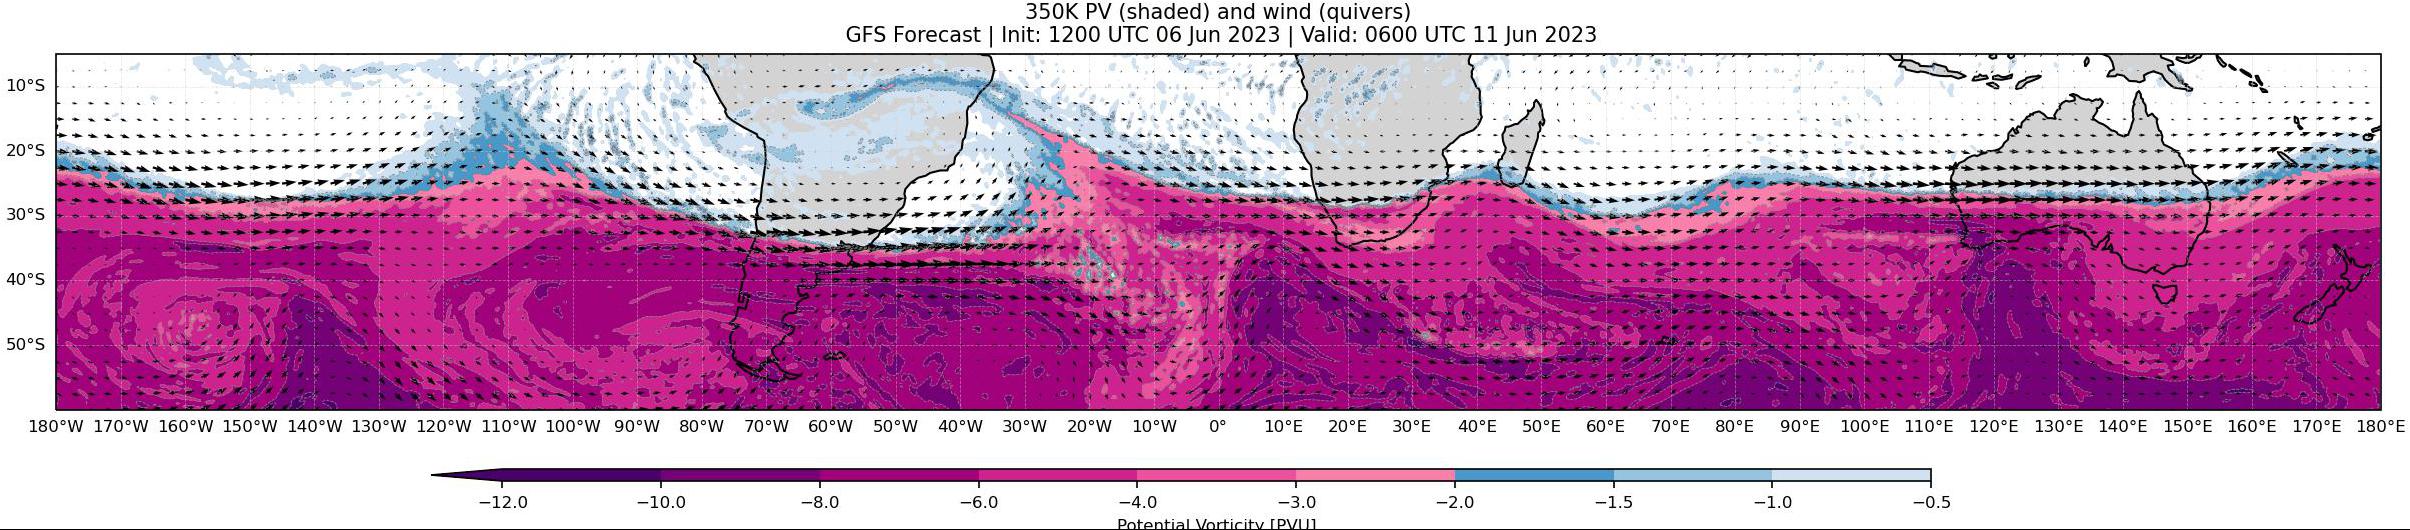 350K PV (shaded) and wind (quivers)
GFS Forecast | Init: 1200 UTC 06 Jun 2023 | Valid: 0600 UTC 11 Jun 2023
10°S
20°S
30°S
40°S
50°S
180°W 170°W 160°W 150°W 140°W 130°W 120°W 110°W 100°W 90°W 80°W 70°W 60°W 50°W 40°W 30°W 20°W 10°W 0° 10°E 20°E 30°E 40°E 50°E 60°E 70°E 80°E 90°E 100°E 110°E 120°E 130°E 140°E 150°E 160°E 170°E 180°E
−12.0 −10.0 −8.0 −6.0 −4.0 −3.0 −2.0 −1.5 −1.0 −0.5
Potential Vorticity [PVU]